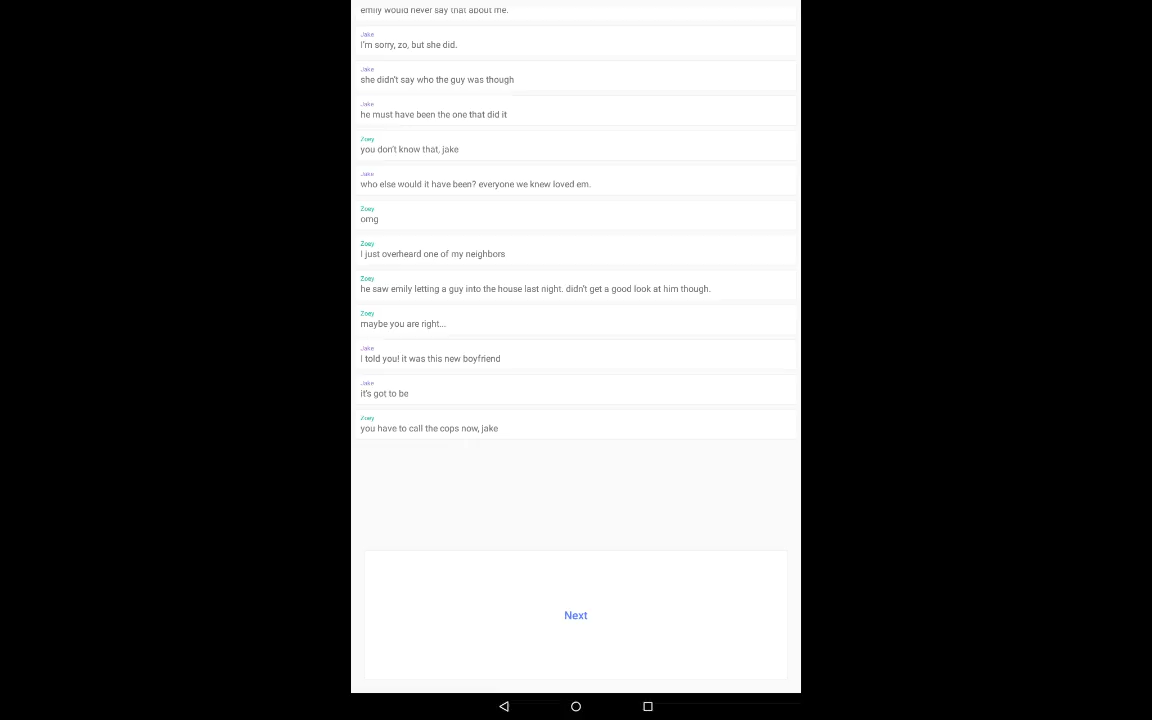 emily would never say that about me.
Jake
I'm sorry, zo, but she did.
Jake
she didn't say who the guy was though
Jake
he must have been the one that did it
Zoey
you don't know that, jake
Jake
who else would it have been? everyone we knew loved em.
Zoey
omg
Zoey
I just overheard one of my neighbors
Zoey
he saw emily letting a guy into the house last night. didn't get a good look at him though.
Zoey
maybe you are right...
Jake
I told you! it was this new boyfriend
Jake
it's got to be
Zoey
you have to call the cops now, jake
Next